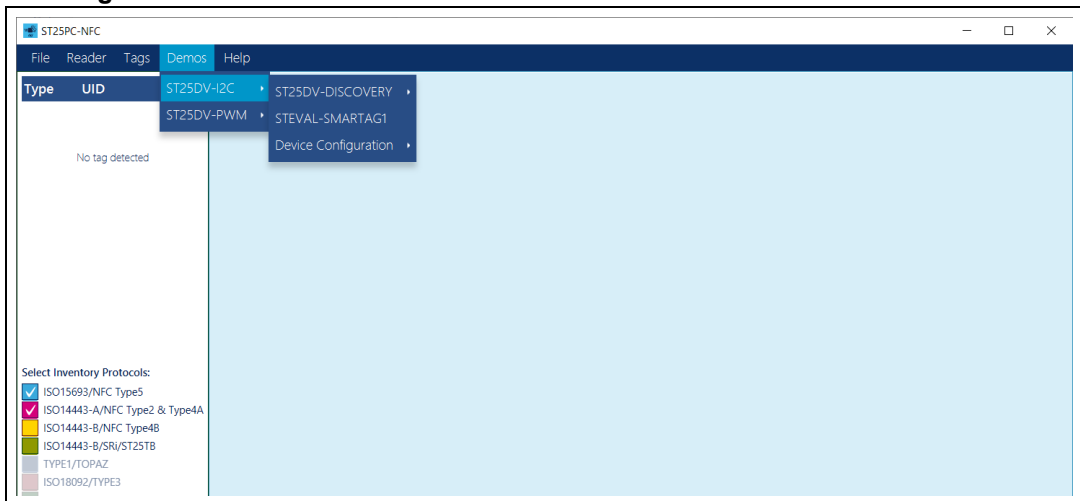 ST25PC-NFC
File Reader Tags Demos Help
Type UID
ST25DV-I2C
ST25DV-PWM
ST25DV-DISCOVERY
STEVAL-SMARTAG1
Device Configuration
No tag detected
Select Inventory Protocols:
ISO15693/NFC Type5
ISO14443-A/NFC Type2 & Type4A
ISO14443-B/NFC Type4B
ISO14443-B/SRi/ST25TB
TYPE1/TOPAZ
ISO18092/TYPE3